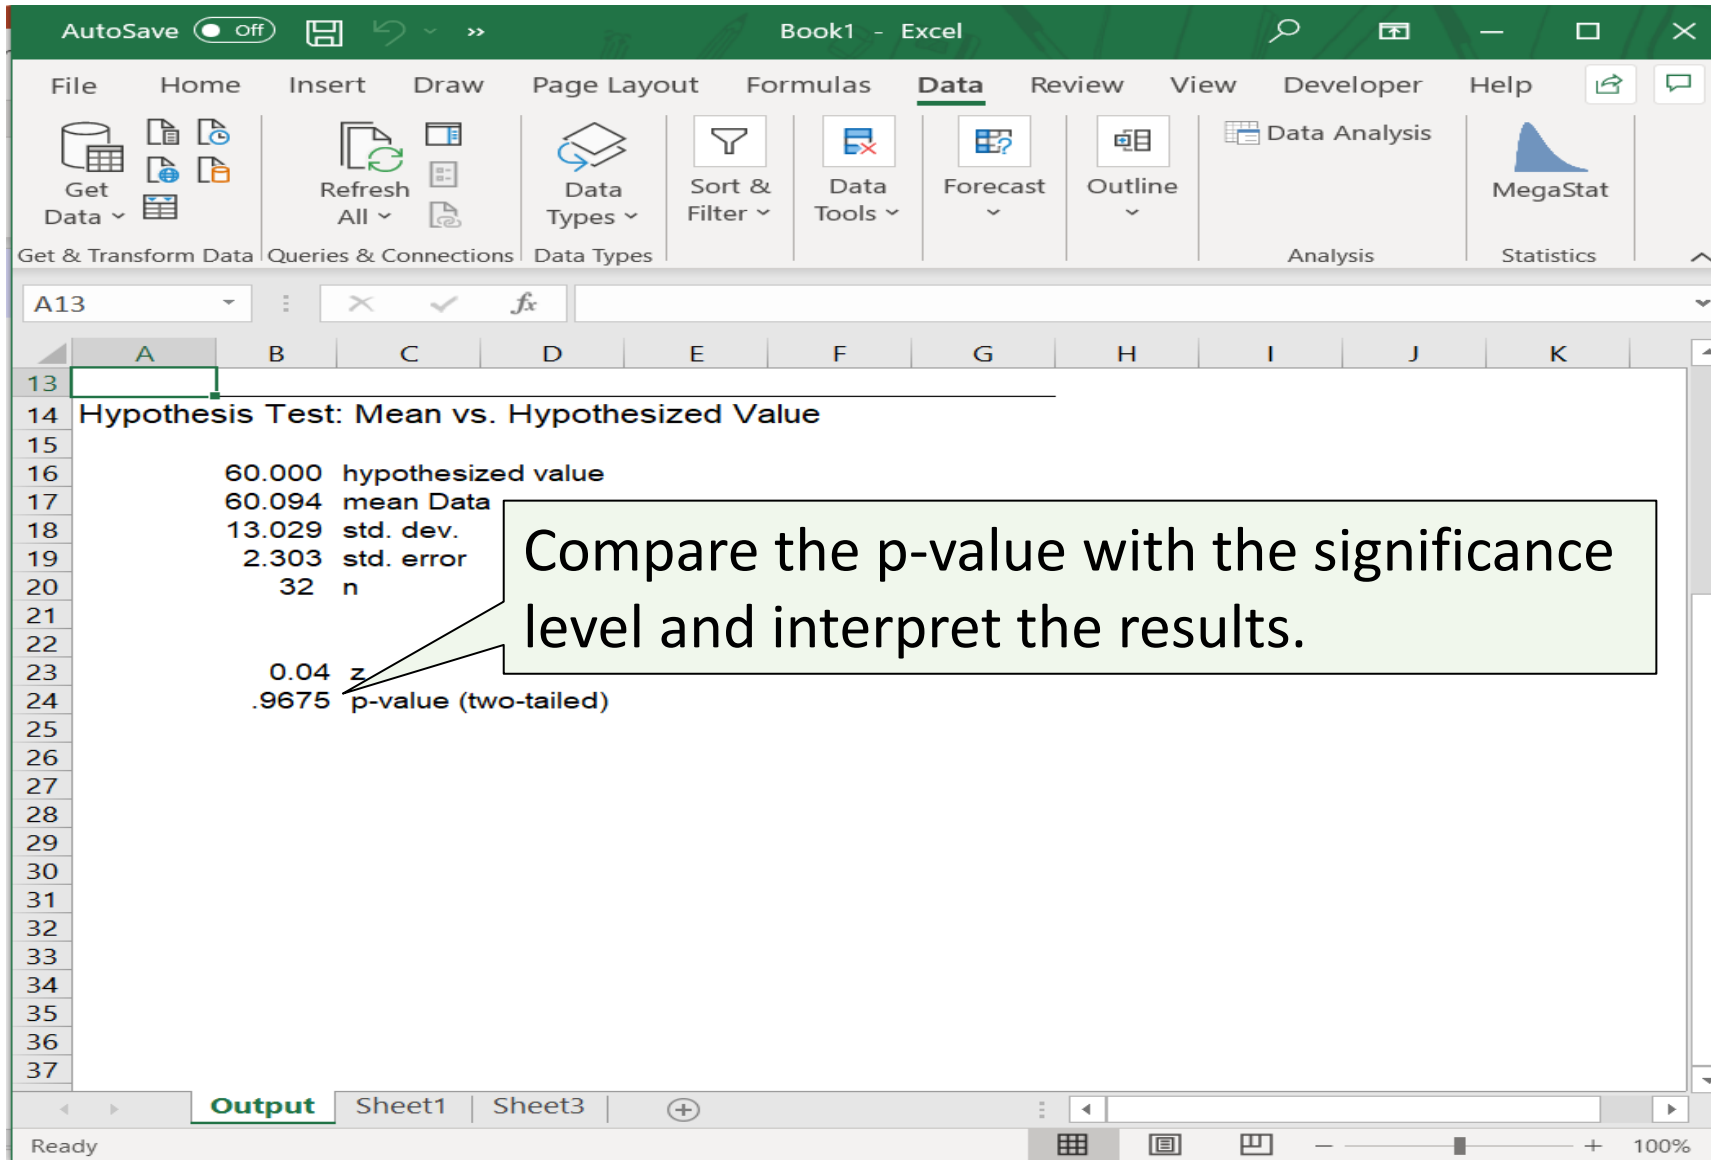 AutoSave Off Book1 - Excel
File Home Insert Draw Page Layout Formulas Data Review View Developer Help
Get Data
Refresh All
Data Types
Sort & Filter
Data Tools
Forecast
Outline
Data Analysis
MegaStat
Get & Transform Data Queries & Connections Data Types Analysis Statistics
A13 fx
A B C D E F G H I J K
13
14 Hypothesis Test: Mean vs. Hypothesized Value
15
16 60.000 hypothesized value
17 60.094 mean Data
18 13.029 std. dev.
19 2.303 std. error
20 32 n
21
22
23 0.04 z
24 .9675 p-value (two-tailed)
25
26
27
28
29
30
31
32
33
34
35
36
37
Compare the p-value with the significance
level and interpret the results.
Output Sheet1 Sheet3
Ready 100%